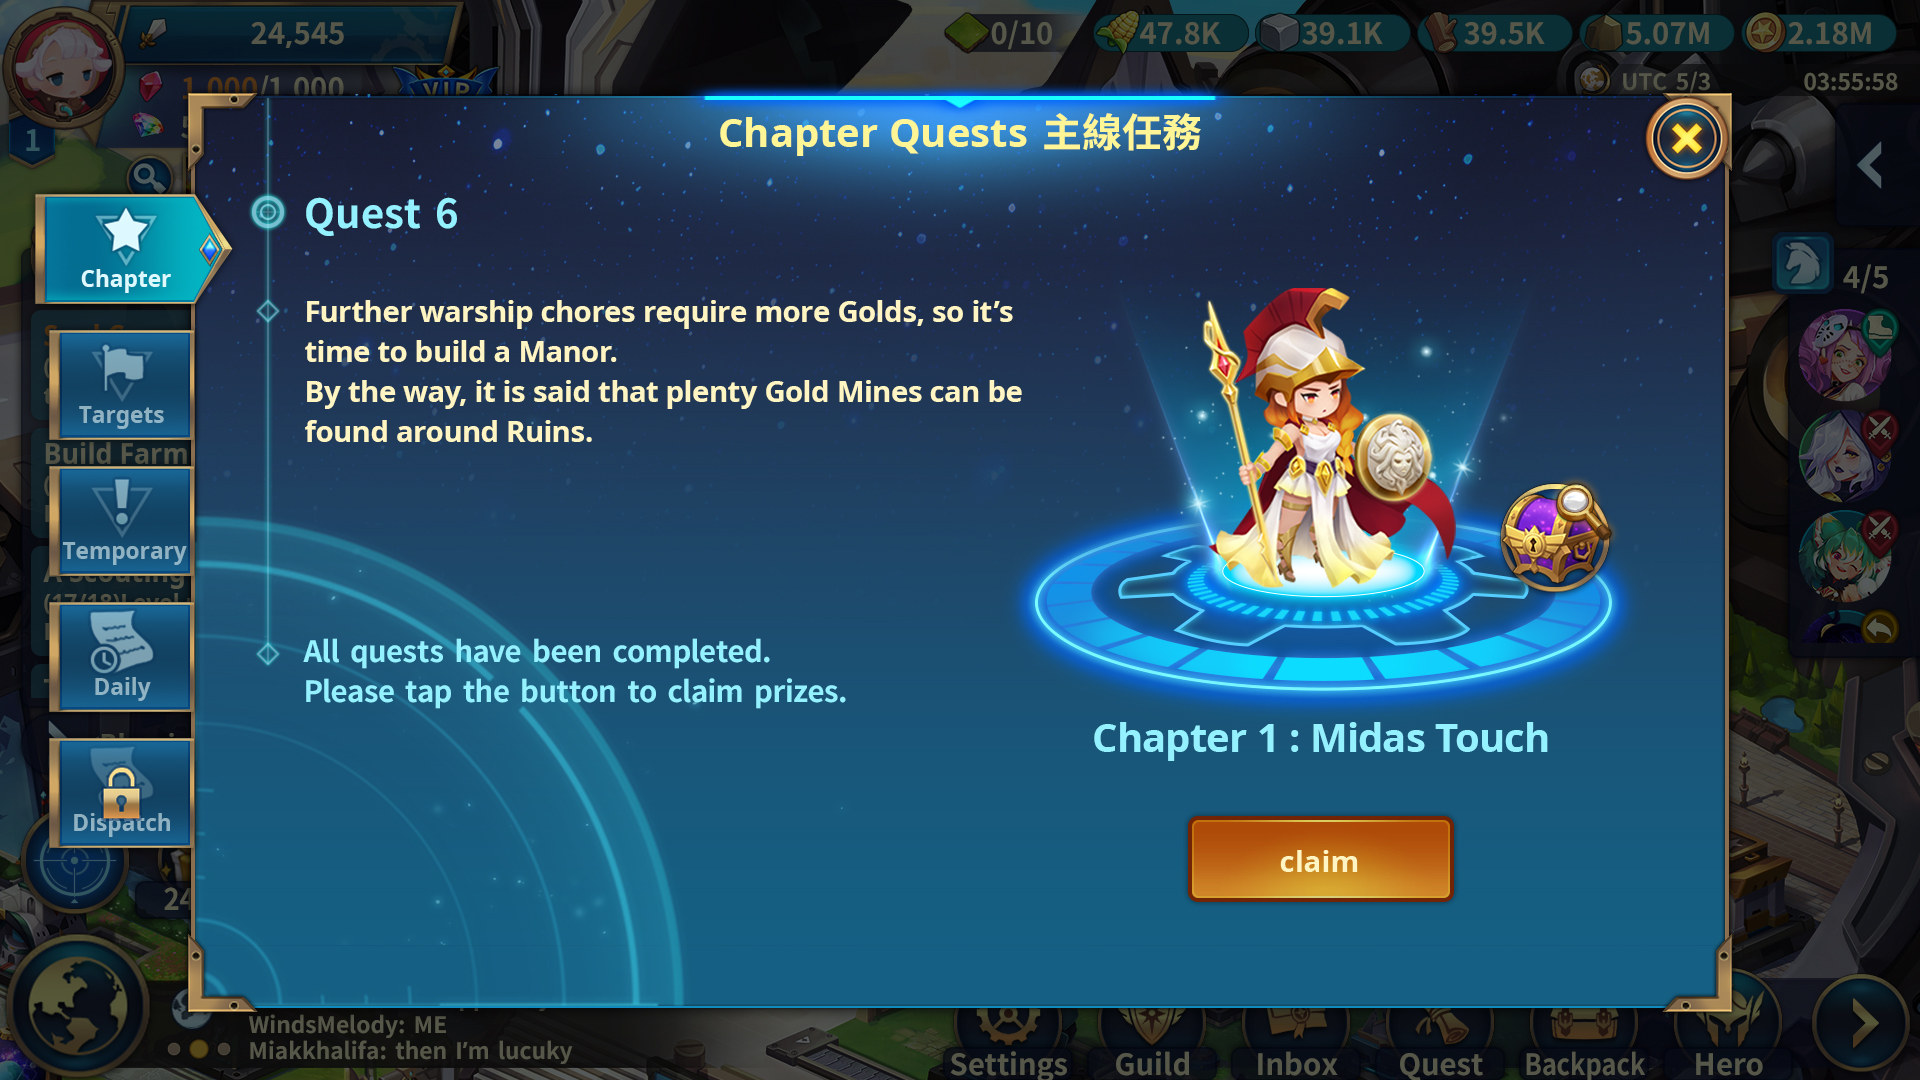 24,545
0/10
47.8K
39.1K
39.5K
5.07M
2.18M
1,000/1,000
VIP
UTC 5/3
03:55:58
1
Chapter Quests 主線任務
Chapter
Quest 6
4/5
Further warship chores require more Golds, so it's
time to build a Manor.
By the way, it is said that plenty Gold Mines can be
found around Ruins.
Targets
Build Farm
Temporary
A Scouting
(17/18)Level
All quests have been completed.
Please tap the button to claim prizes.
Daily
Chapter 1 : Midas Touch
Dispatch
claim
24
WindsMelody: ME
Miakkhalifa: then I'm lucuky
Settings
Guild
Inbox
Quest
Backpack
Hero